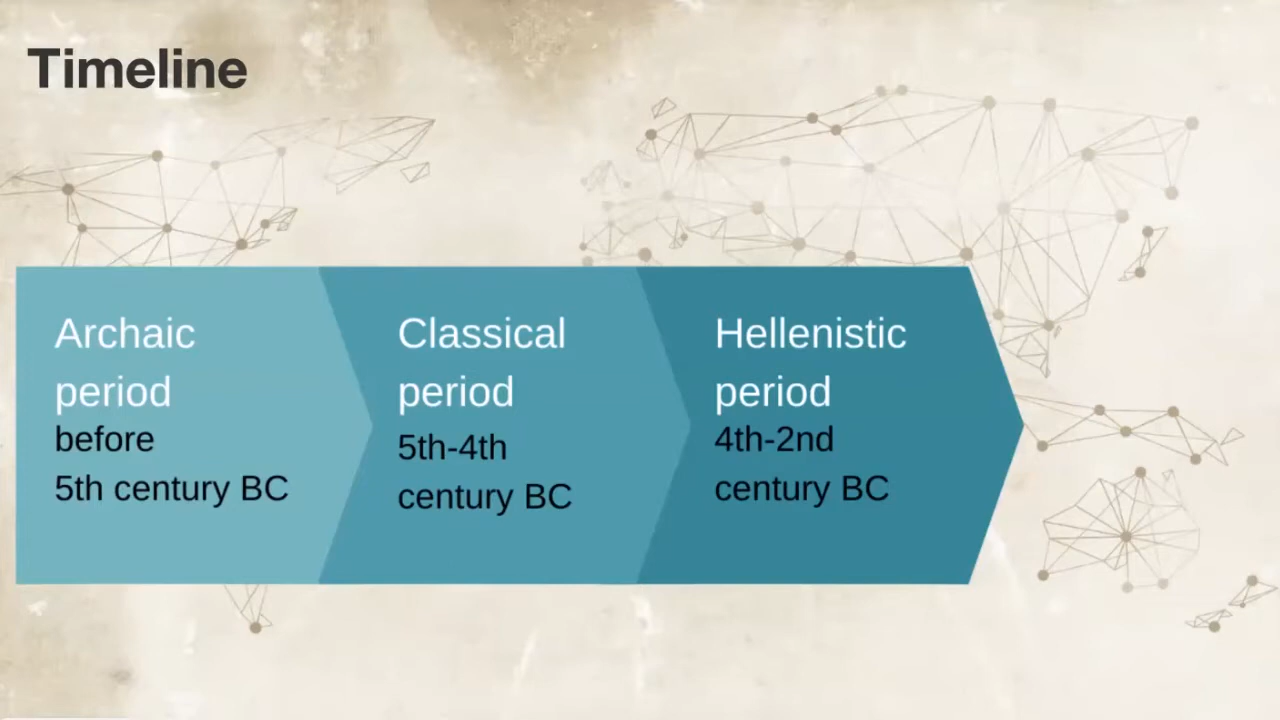 Timeline
Archaic
period
before
5th century BC
Classical
period
5th-4th
century BC
Hellenistic
period
4th-2nd
century BC